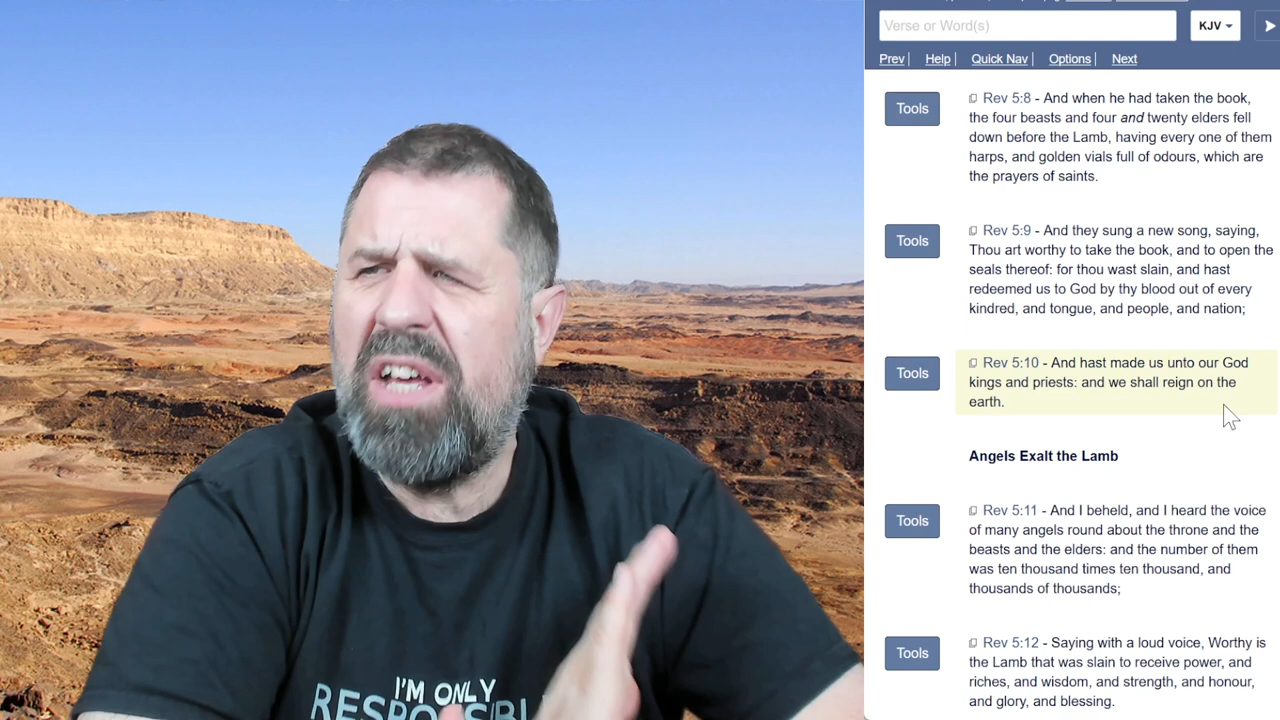 Verse or Word(s)
KJV
Prev
Help
Quick Nav
Options
Next
Tools
Rev 5:8 - And when he had taken the book,
the four beasts and four and twenty elders fell
down before the Lamb, having every one of them
harps, and golden vials full of odours, which are
the prayers of saints.
Tools
Rev 5:9 - And they sung a new song, saying,
Thou art worthy to take the book, and to open the
seals thereof: for thou wast slain, and hast
redeemed us to God by thy blood out of every
kindred, and tongue, and people, and nation;
Tools
Rev 5:10 - And hast made us unto our God
kings and priests: and we shall reign on the
earth.
Angels Exalt the Lamb
Tools
Rev 5:11 - And I beheld, and I heard the voice
of many angels round about the throne and the
beasts and the elders: and the number of them
was ten thousand times ten thousand, and
thousands of thousands;
Tools
Rev 5:12 - Saying with a loud voice, Worthy is
the Lamb that was slain to receive power, and
riches, and wisdom, and strength, and honour,
and glory, and blessing.
I'M ONLY